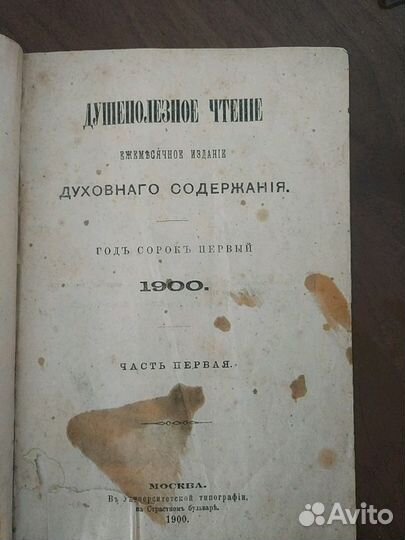 ДУШЕПОЛЕЗНОЕ ЧТЕНІЕ
ЕЖЕМѢСЯЧНОЕ ИЗДАНІЕ
ДУХОВНАГО СОДЕРЖАНІЯ.
ГОДЪ СОРОКЪ ПЕРВЫЙ
1900.
ЧАСТЬ ПЕРВАЯ.
МОСКВА.
Въ Университетской типографіи,
на Страстномъ бульварѣ.
1900.
Avito